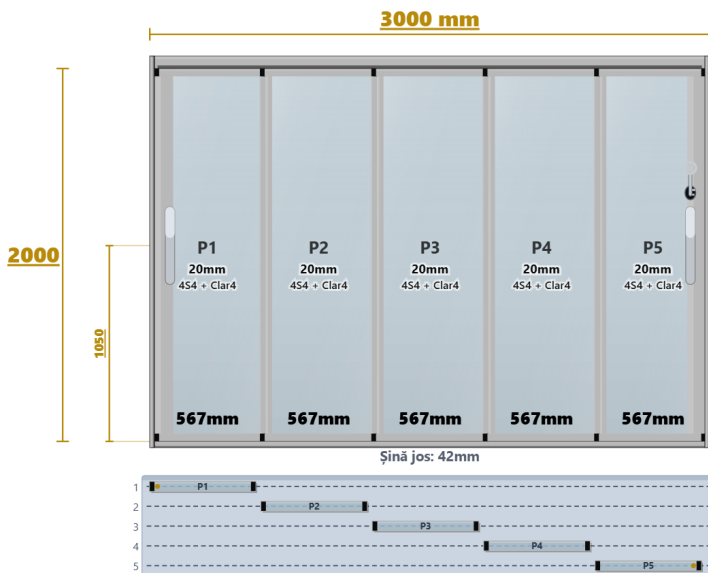 3000 mm
2000
1050
P1 P2 P3 P4 P5
20mm 20mm 20mm 20mm 20mm
4S4 + Clar4 4S4 + Clar4 4S4 + Clar4 4S4 + Clar4 4S4 + Clar4
567mm 567mm 567mm 567mm 567mm
Șină jos: 42mm
1 P1
2 P2
3 P3
4 P4
5 P5